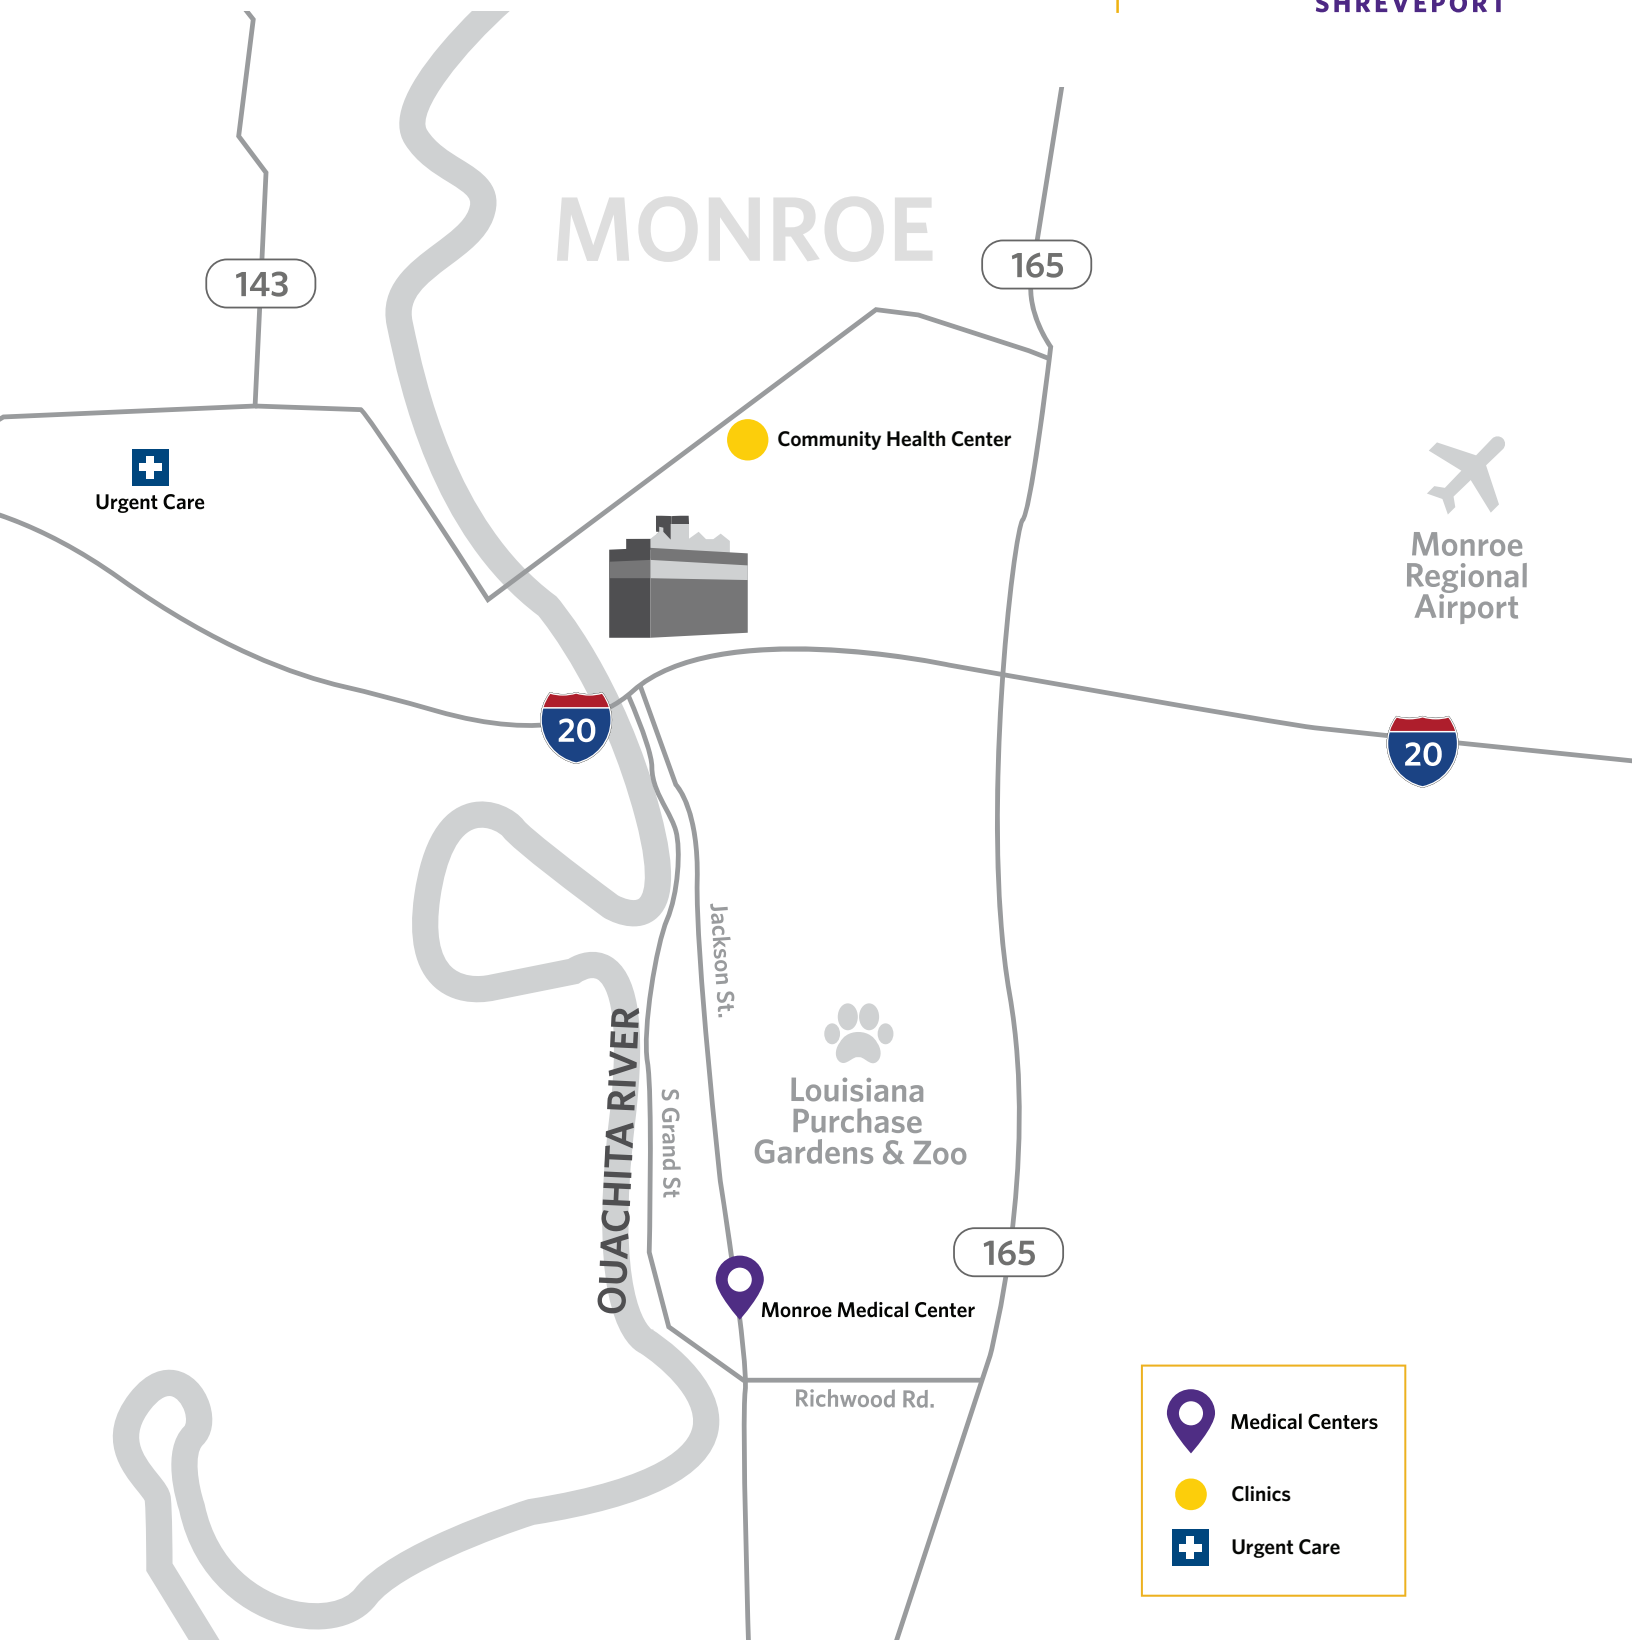 SHREVEPORT
MONROE
165
143
Community Health Center
Urgent Care
Monroe
Regional
Airport
20
20
Jackson St.
OUACHITA RIVER
S Grand St
Louisiana
Purchase
Gardens & Zoo
165
Monroe Medical Center
Richwood Rd.
Medical Centers
Clinics
Urgent Care